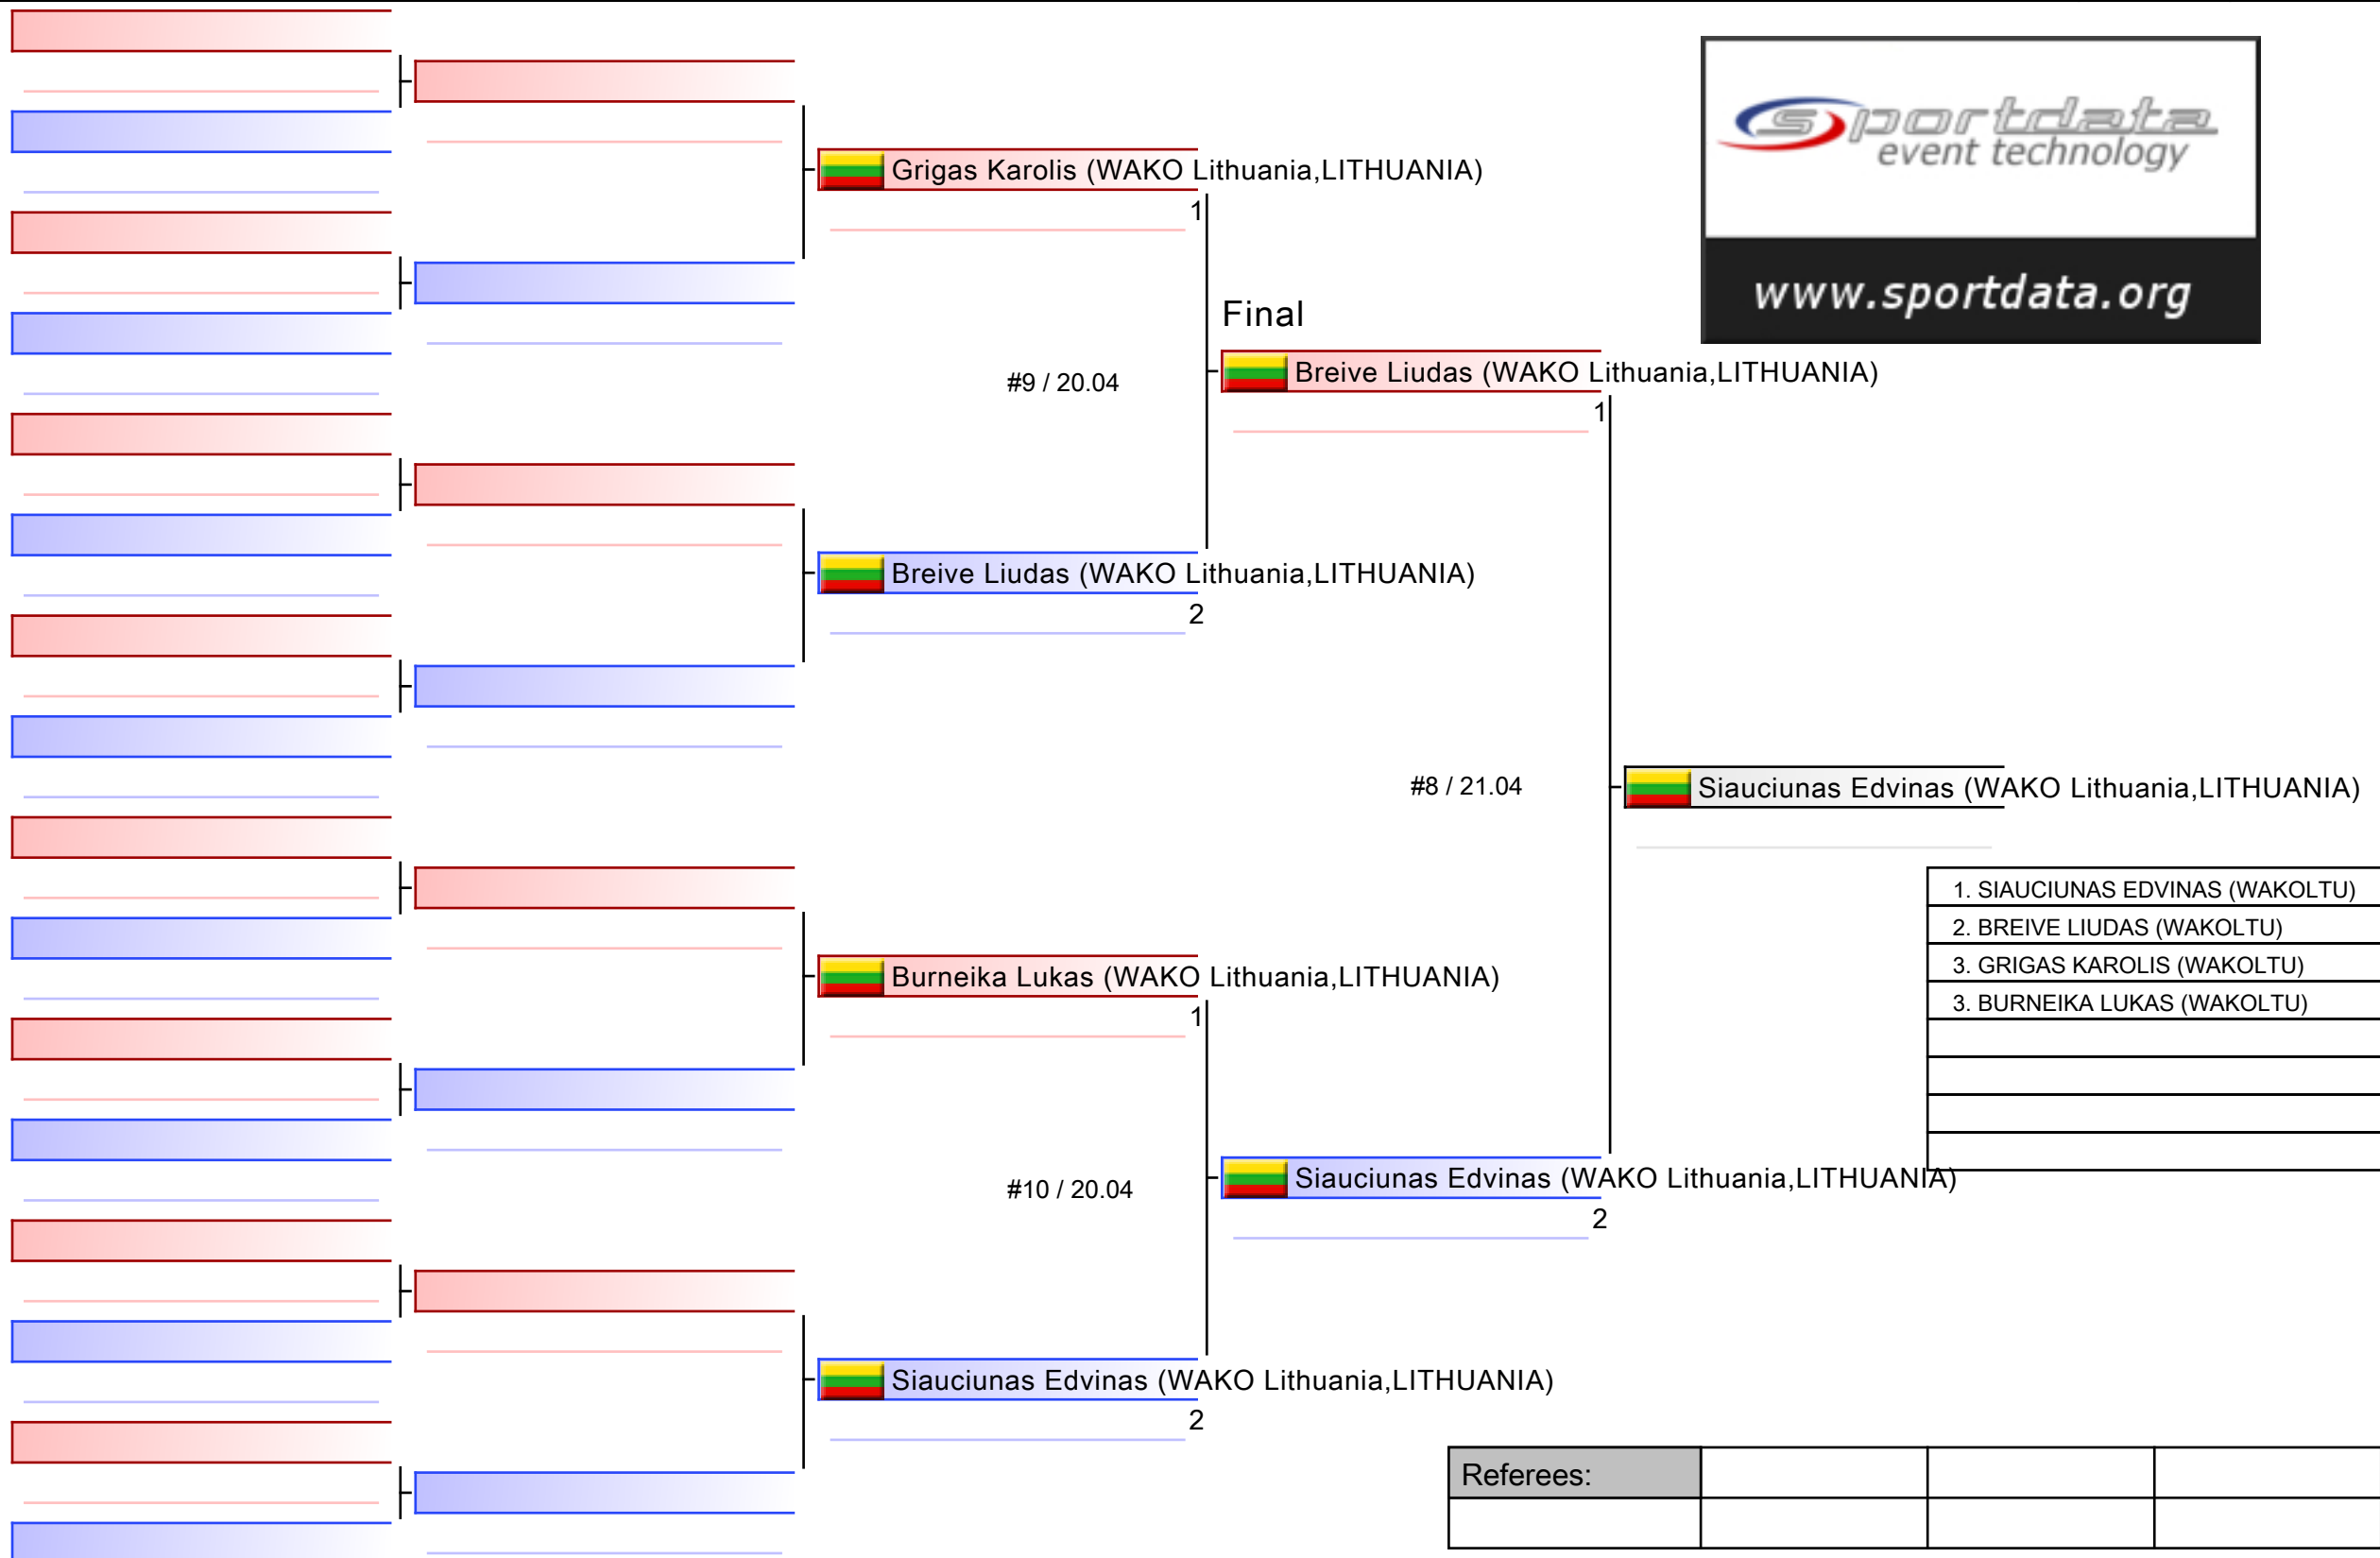 sportdata
event technology
www.sportdata.org
Grigas Karolis (WAKO Lithuania,LITHUANIA)
1
Final
#9 / 20.04
Breive Liudas (WAKO Lithuania,LITHUANIA)
1
Breive Liudas (WAKO Lithuania,LITHUANIA)
2
#8 / 21.04
Siauciunas Edvinas (WAKO Lithuania,LITHUANIA)
1. SIAUCIUNAS EDVINAS (WAKOLTU)
2. BREIVE LIUDAS (WAKOLTU)
3. GRIGAS KAROLIS (WAKOLTU)
3. BURNEIKA LUKAS (WAKOLTU)
Burneika Lukas (WAKO Lithuania,LITHUANIA)
1
#10 / 20.04
Siauciunas Edvinas (WAKO Lithuania,LITHUANIA)
2
Siauciunas Edvinas (WAKO Lithuania,LITHUANIA)
2
Referees: